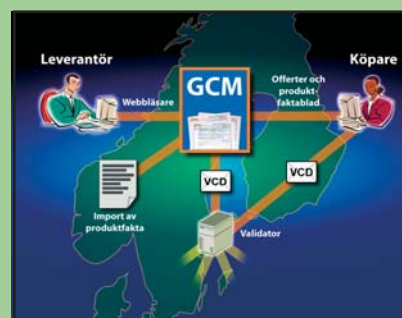 Leverantör
Köpare
GCM
Offerter och
produkt-
faktablad
Webbläsare
VCD
VCD
Import av
produktfakta
Validator